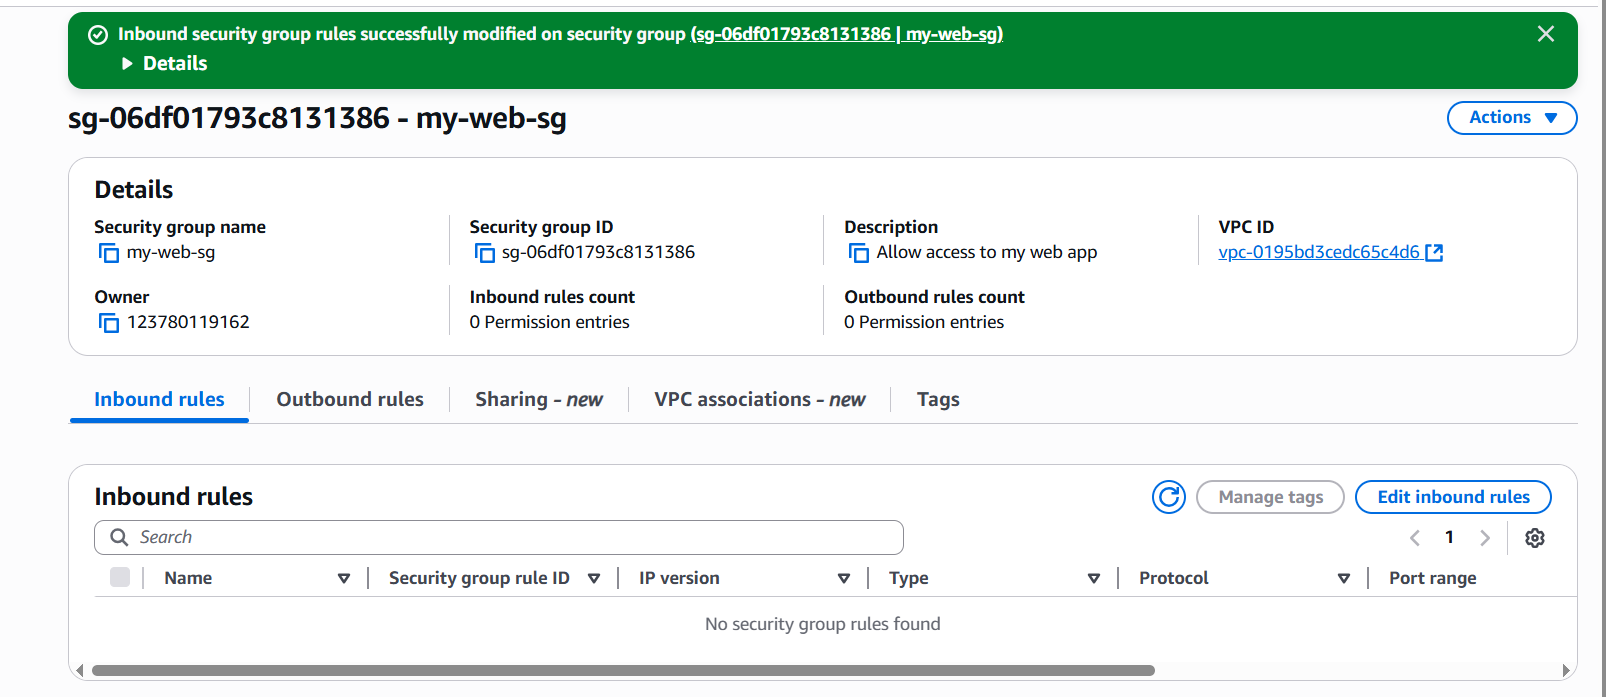 Inbound security group rules successfully modified on security group (sg-06df01793c8131386 | my-web-sg)
Details
sg-06df01793c8131386 - my-web-sg
Actions
Details
Security group name
my-web-sg
Security group ID
sg-06df01793c8131386
Description
Allow access to my web app
VPC ID
vpc-0195bd3cedc65c4d6
Owner
123780119162
Inbound rules count
0 Permission entries
Outbound rules count
0 Permission entries
Inbound rules
Outbound rules
Sharing - new
VPC associations - new
Tags
Inbound rules
Manage tags
Edit inbound rules
Search
1
Name
Security group rule ID
IP version
Type
Protocol
Port range
No security group rules found